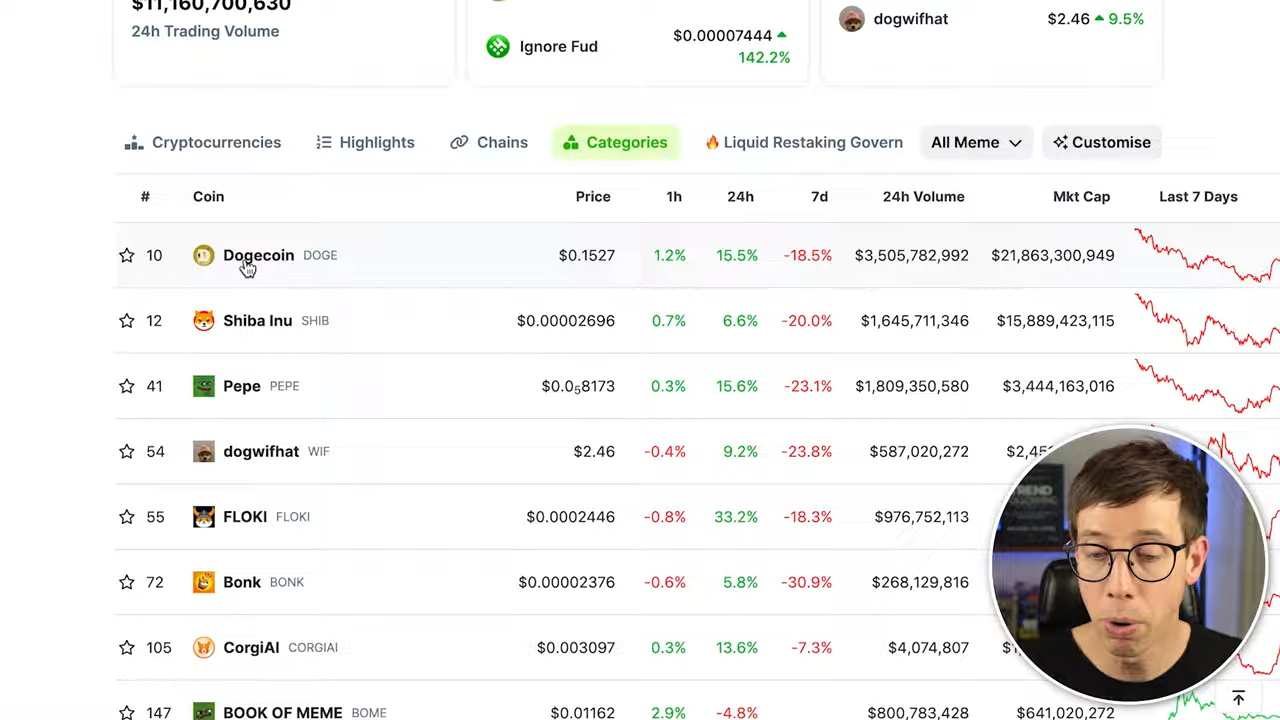 $11,160,700,630
24h Trading Volume
Ignore Fud
$0.00007444
142.2%
dogwifhat
$2.46 9.5%
Cryptocurrencies Highlights Chains Categories Liquid Restaking Govern All Meme Customise
# Coin Price 1h 24h 7d 24h Volume Mkt Cap Last 7 Days
10 Dogecoin DOGE $0.1527 1.2% 15.5% -18.5% $3,505,782,992 $21,863,300,949
12 Shiba Inu SHIB $0.00002696 0.7% 6.6% -20.0% $1,645,711,346 $15,889,423,115
41 Pepe PEPE $0.0₅8173 0.3% 15.6% -23.1% $1,809,350,580 $3,444,163,016
54 dogwifhat WIF $2.46 -0.4% 9.2% -23.8% $587,020,272
55 FLOKI FLOKI $0.0002446 -0.8% 33.2% -18.3% $976,752,113
72 Bonk BONK $0.00002376 -0.6% 5.8% -30.9% $268,129,816
105 CorgiAI CORGIAI $0.003097 0.3% 13.6% -7.3% $4,074,807
147 BOOK OF MEME BOME $0.01162 2.9% -4.8% $800,783,428 $641,020,272